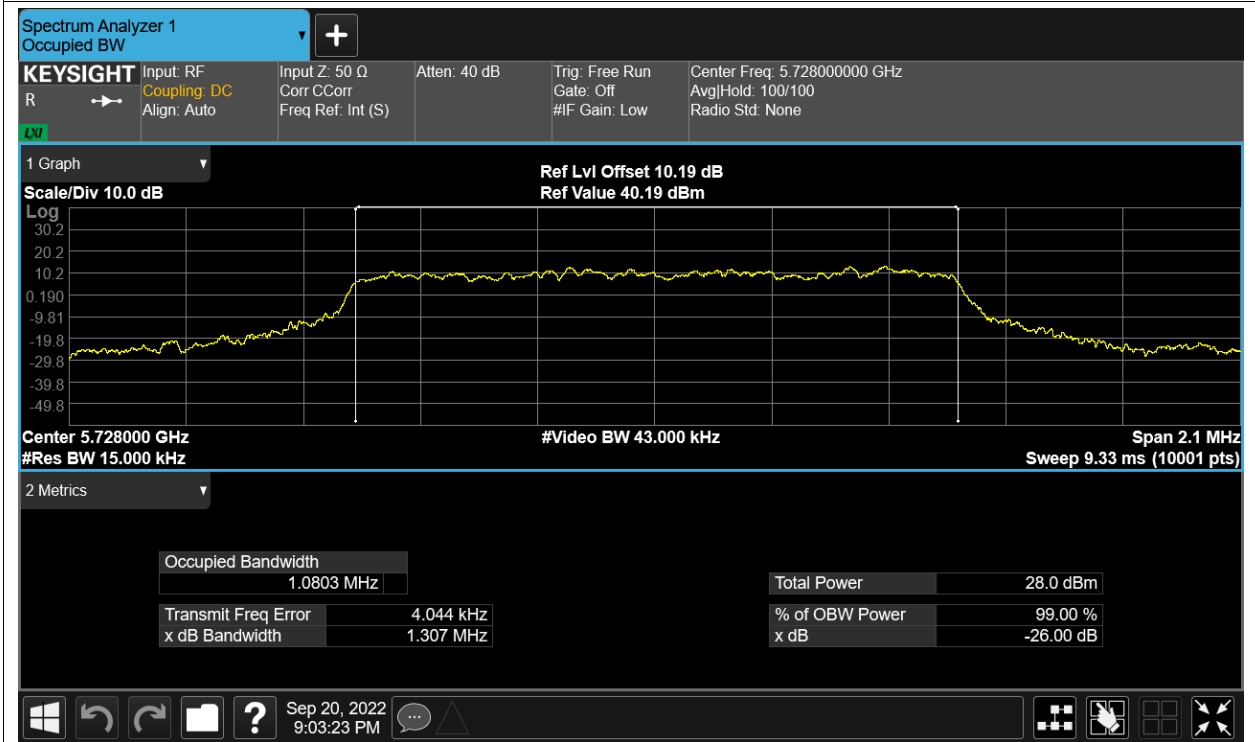 Spectrum Analyzer 1
Occupied BW
KEYSIGHT
R
LXI
Input: RF
Coupling: DC
Align: Auto
Input Z: 50 Ω
Corr CCorr
Freq Ref: Int (S)
Atten: 40 dB
Trig: Free Run
Gate: Off
#IF Gain: Low
Center Freq: 5.728000000 GHz
Avg|Hold: 100/100
Radio Std: None
1 Graph
Scale/Div 10.0 dB
Ref Lvl Offset 10.19 dB
Ref Value 40.19 dBm
Log
30.2
20.2
10.2
0.190
-9.81
-19.8
-29.8
-39.8
-49.8
Center 5.728000 GHz
#Video BW 43.000 kHz
Span 2.1 MHz
#Res BW 15.000 kHz
Sweep 9.33 ms (10001 pts)
2 Metrics
Occupied Bandwidth
1.0803 MHz
Total Power 28.0 dBm
Transmit Freq Error 4.044 kHz
% of OBW Power 99.00 %
x dB Bandwidth 1.307 MHz
x dB -26.00 dB
?
Sep 20, 2022
9:03:23 PM